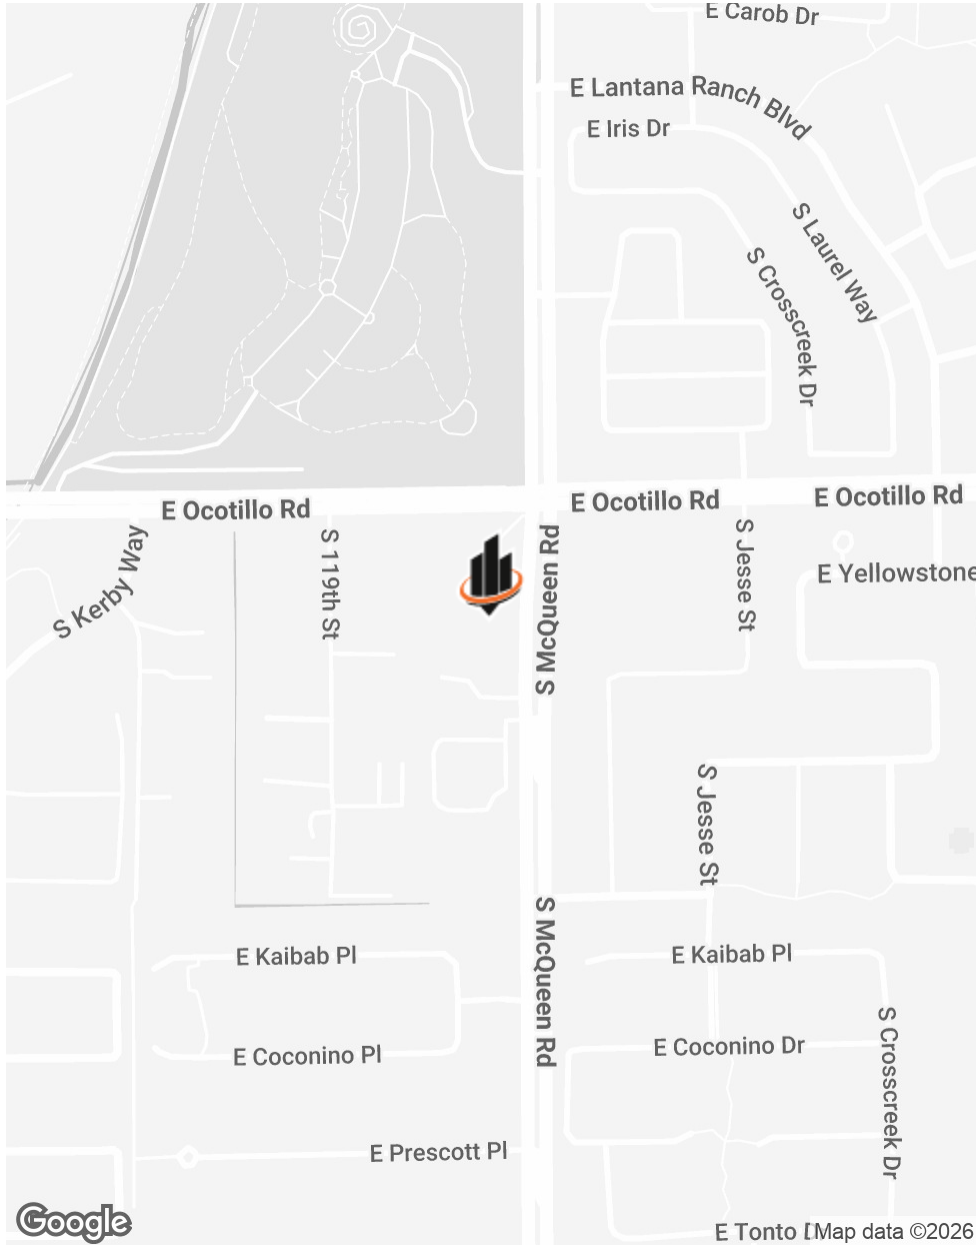 E Carob Dr
E Lantana Ranch Blvd
E Iris Dr
S Laurel Way
S Crosscreek Dr
E Ocotillo Rd
E Ocotillo Rd
E Ocotillo Rd
S Kerby Way
S 119th St
S McQueen Rd
S Jesse St
E Yellowstone
S Jesse St
S McQueen Rd
E Kaibab Pl
E Kaibab Pl
S Crosscreek Dr
E Coconino Pl
E Coconino Dr
E Prescott Pl
Google
E Tonto
Map data ©2026